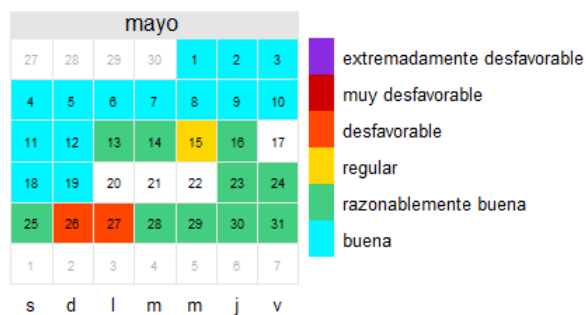 mayo
27 28 29 30 1 2 3
4 5 6 7 8 9 10
11 12 13 14 15 16 17
18 19 20 21 22 23 24
25 26 27 28 29 30 31
1 2 3 4 5 6 7
s d l m m j v
extremadamente desfavorable
muy desfavorable
desfavorable
regular
razonablemente buena
buena